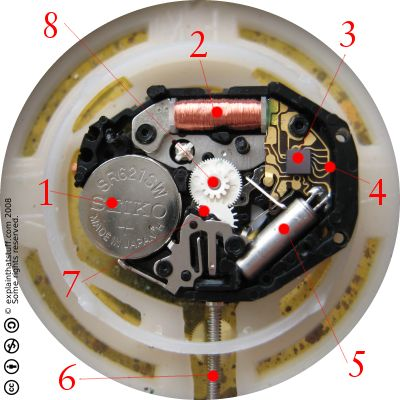 8
2
3
1
4
7
5
6
SR621SW
SEIKO
MADE IN JAPAN
© explainthatstuff.com 2008
Some rights reserved.
cc